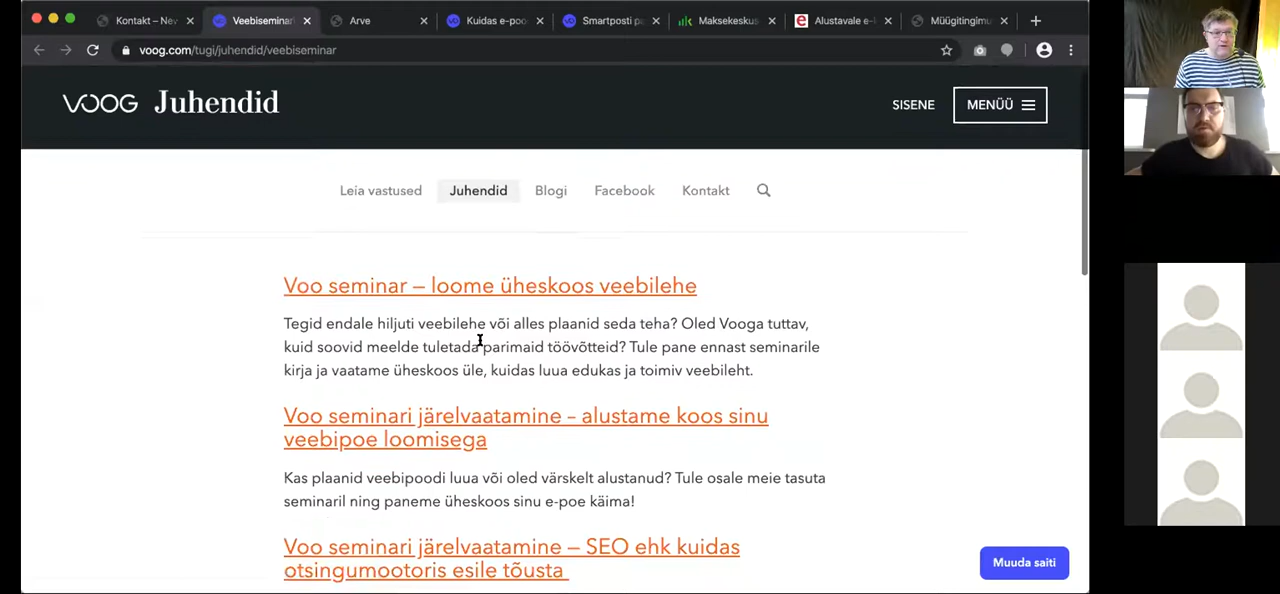 Kontakt – Nev
Veebiseminar
Arve
Kuidas e-poo
Smartposti pa
Maksekesku
Alustavale e-
Müügitingimu
voog.com/tugi/juhendid/veebiseminar
VOOG Juhendid
SISENE
MENÜÜ
Leia vastused
Juhendid
Blogi
Facebook
Kontakt
Voo seminar – loome üheskoos veebilehe
Tegid endale hiljuti veebilehe või alles plaanid seda teha? Oled Vooga tuttav,
kuid soovid meelde tuletada parimaid töövõtteid? Tule pane ennast seminarile
kirja ja vaatame üheskoos üle, kuidas luua edukas ja toimiv veebileht.
Voo seminari järelvaatamine – alustame koos sinu
veebipoe loomisega
Kas plaanid veebipoodi luua või oled värskelt alustanud? Tule osale meie tasuta
seminaril ning paneme üheskoos sinu e-poe käima!
Voo seminari järelvaatamine – SEO ehk kuidas
otsingumootoris esile tõusta
Muuda saiti